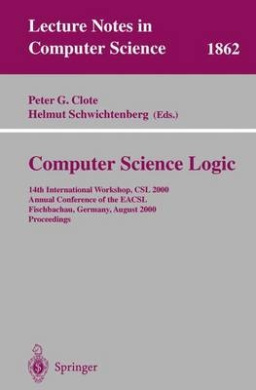 Lecture Notes in
Computer Science 1862
Peter G. Clote
Helmut Schwichtenberg (Eds.)
Computer Science Logic
14th International Workshop, CSL 2000
Annual Conference of the EACSL
Fischbachau, Germany, August 2000
Proceedings
Springer